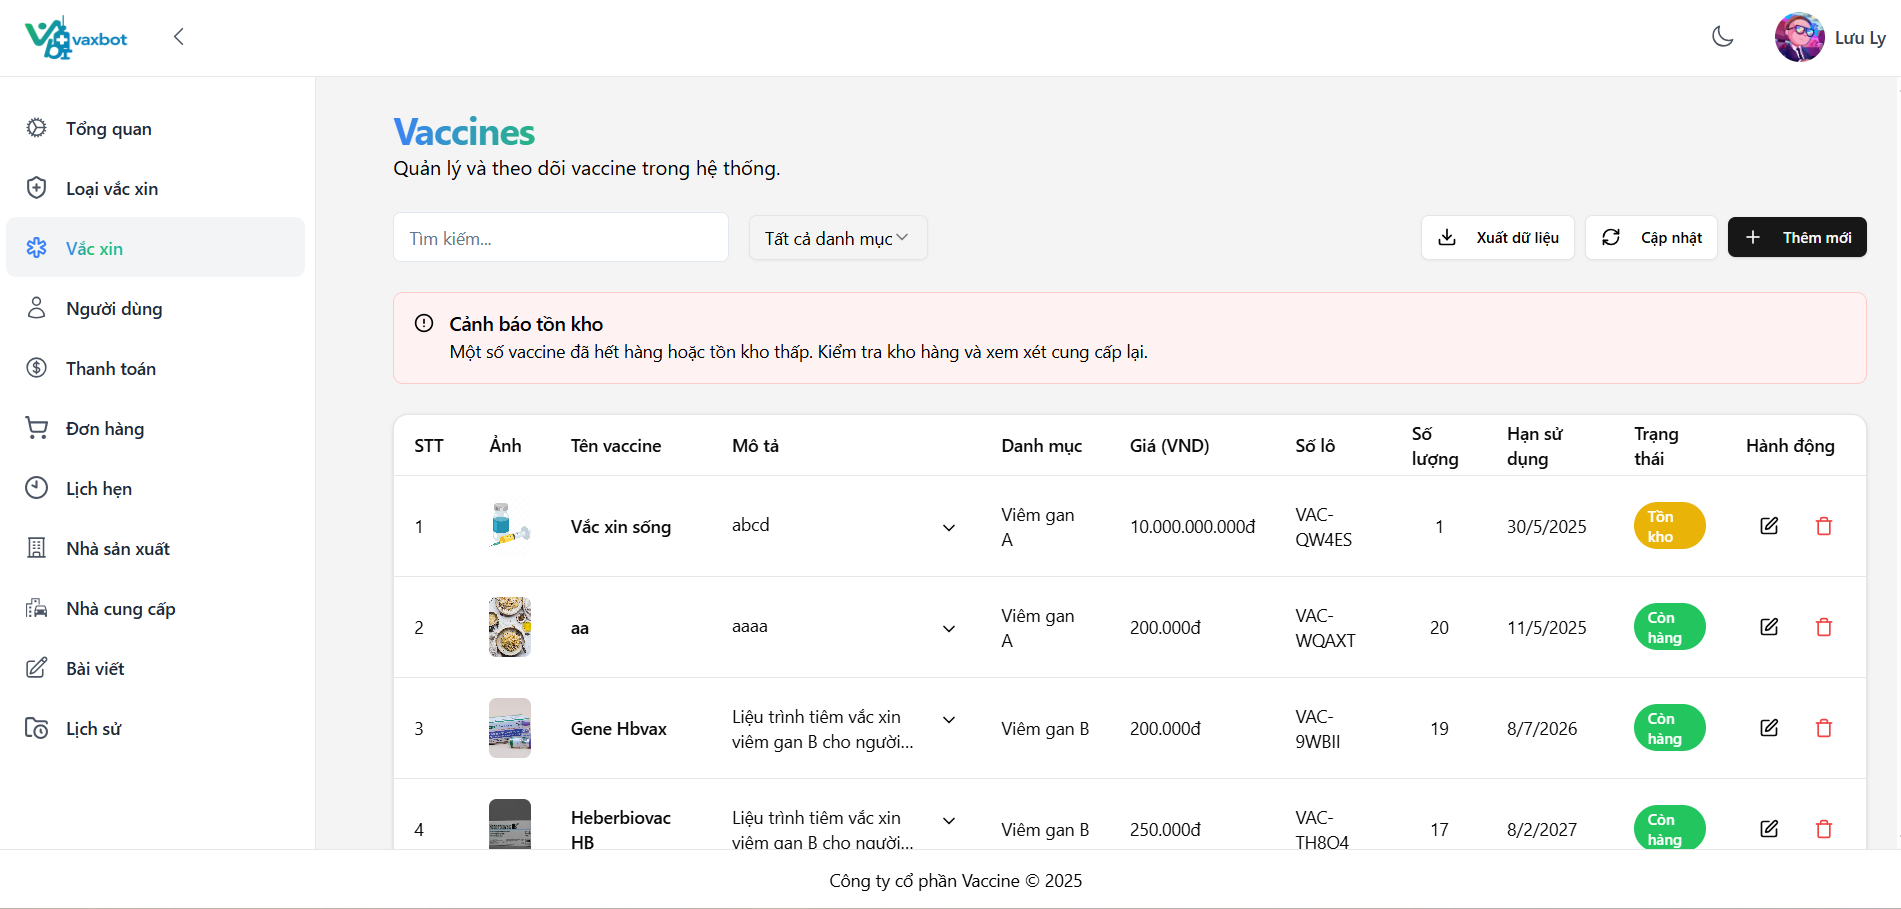 vaxbot
Lưu Ly
Tổng quan
Loại vắc xin
Vắc xin
Người dùng
Thanh toán
Đơn hàng
Lịch hẹn
Nhà sản xuất
Nhà cung cấp
Bài viết
Lịch sử
Vaccines
Quản lý và theo dõi vaccine trong hệ thống.
Tìm kiếm...
Tất cả danh mục
Xuất dữ liệu
Cập nhật
Thêm mới
Cảnh báo tồn kho
Một số vaccine đã hết hàng hoặc tồn kho thấp. Kiểm tra kho hàng và xem xét cung cấp lại.
STT Ảnh Tên vaccine Mô tả Danh mục Giá (VND) Số lô Số lượng Hạn sử dụng Trạng thái Hành động
1 Vắc xin sống abcd Viêm gan A 10.000.000.000đ VAC-QW4ES 1 30/5/2025 Tồn kho
2 aa aaaa Viêm gan A 200.000đ VAC-WQAXT 20 11/5/2025 Còn hàng
3 Gene Hbvax Liệu trình tiêm vắc xin viêm gan B cho người... Viêm gan B 200.000đ VAC-9WBII 19 8/7/2026 Còn hàng
4 Heberbiovac HB Liệu trình tiêm vắc xin viêm gan B cho người... Viêm gan B 250.000đ VAC-TH8O4 17 8/2/2027 Còn hàng
Công ty cổ phần Vaccine © 2025